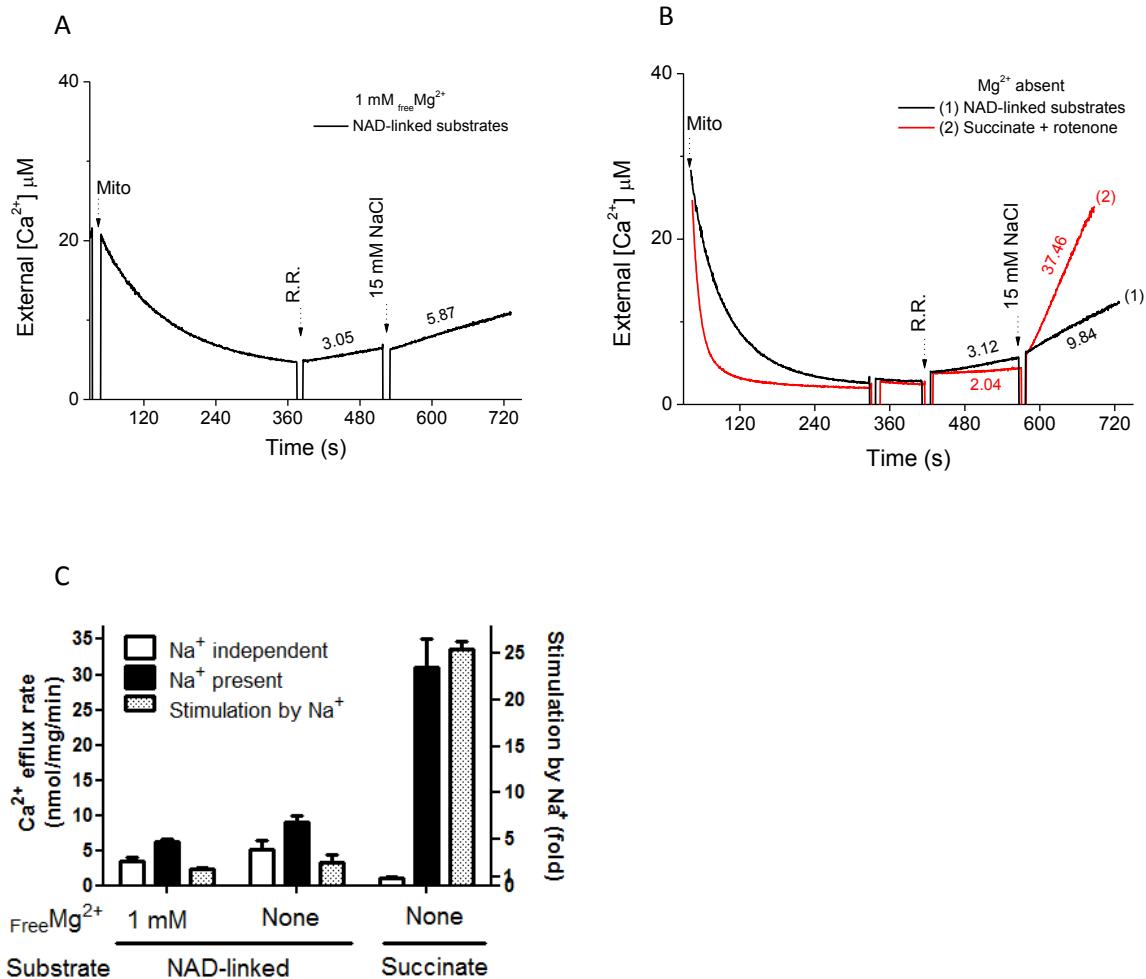 A
40
20
0
External [Ca2+] μM
1 mM freeMg2+
NAD-linked substrates
Mito
R.R.
15 mM NaCl
3.05
5.87
120 240 360 480 600 720
Time (s)
B
40
30
20
10
0
External [Ca2+] μM
Mg2+ absent
(1) NAD-linked substrates
(2) Succinate + rotenone
Mito
R.R.
15 mM NaCl
(2)
37.46
(1)
9.84
3.12
2.04
120 240 360 480 600 720
Time (s)
C
Ca2+ efflux rate
(nmol/mg/min)
35
30
25
20
15
10
5
0
Na+ independent
Na+ present
Stimulation by Na+
25
20
15
10
5
1
0
Stimulation by Na+ (fold)
FreeMg2+ 1 mM None None
Substrate NAD-linked Succinate